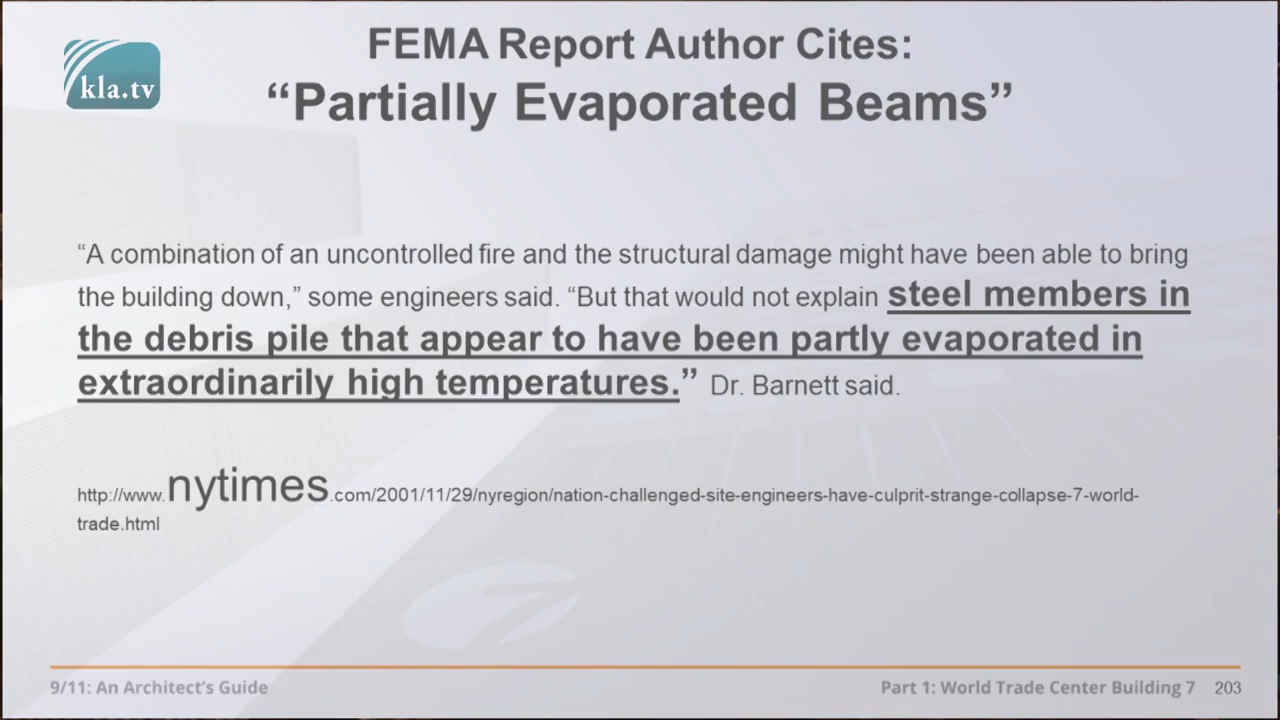 FEMA Report Author Cites:
kla.tv
“Partially Evaporated Beams”
“A combination of an uncontrolled fire and the structural damage might have been able to bring
the building down,” some engineers said. “But that would not explain steel members in
the debris pile that appear to have been partly evaporated in
extraordinarily high temperatures.” Dr. Barnett said.
http://www.nytimes.com/2001/11/29/nyregion/nation-challenged-site-engineers-have-culprit-strange-collapse-7-world-
trade.html
9/11: An Architect’s Guide
Part 1: World Trade Center Building 7 203